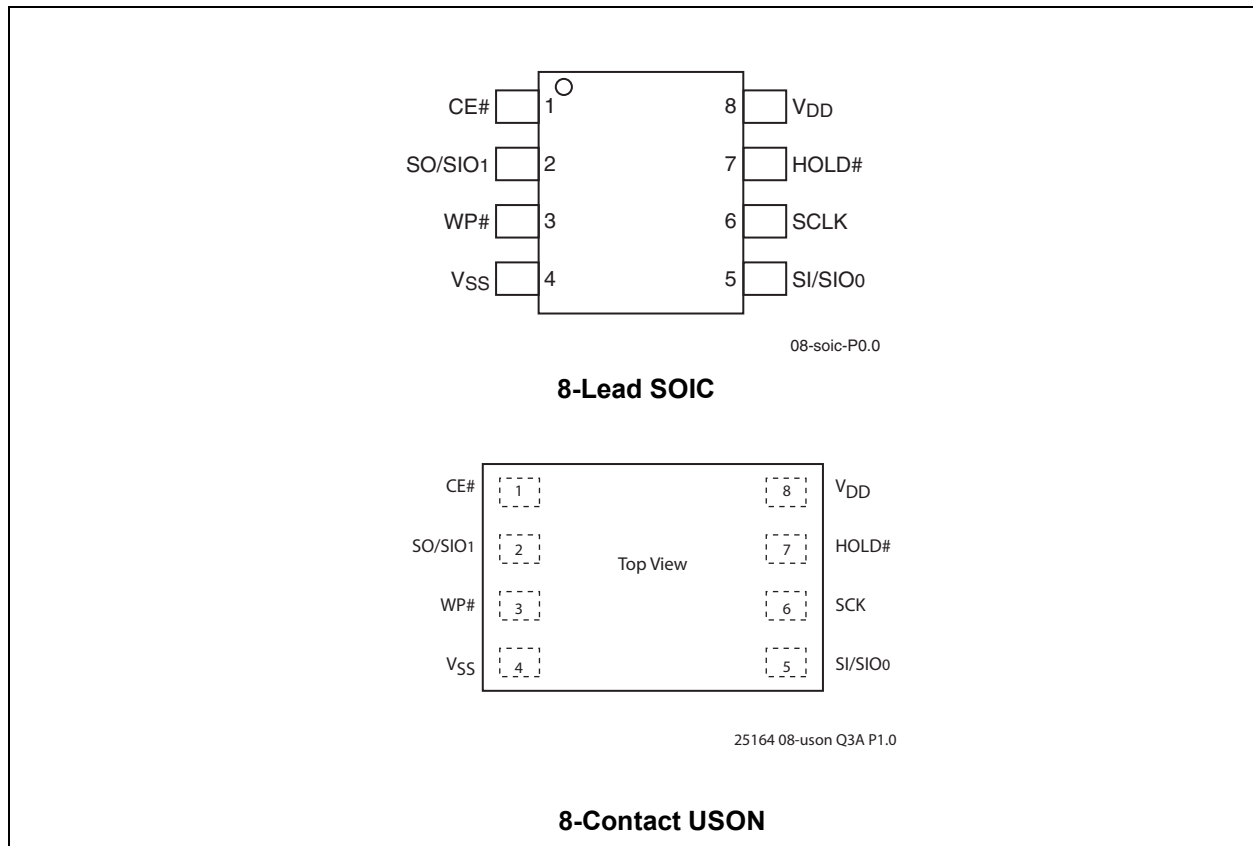 CE# 1 8 VDD
SO/SIO1 2 7 HOLD#
WP# 3 6 SCLK
VSS 4 5 SI/SIO0
08-soic-P0.0
8-Lead SOIC
CE# 1 8 VDD
SO/SIO1 2 7 HOLD#
Top View
WP# 3 6 SCK
VSS 4 5 SI/SIO0
25164 08-uson Q3A P1.0
8-Contact USON